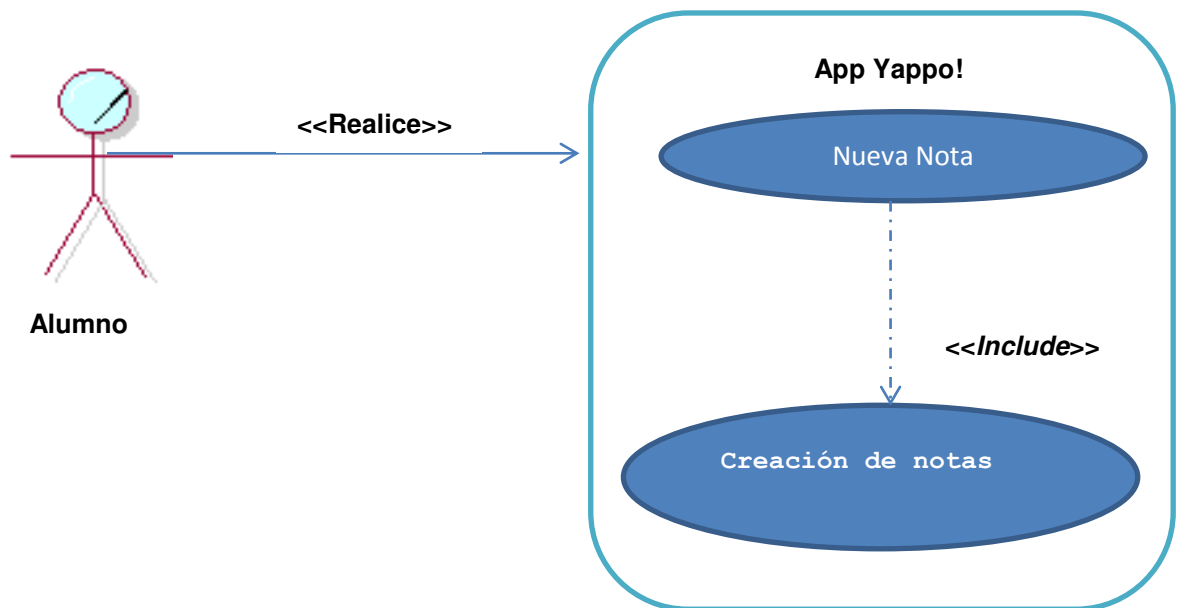 App Yappo!
<<Realice>>
Nueva Nota
Alumno
<<Include>>
Creación de notas